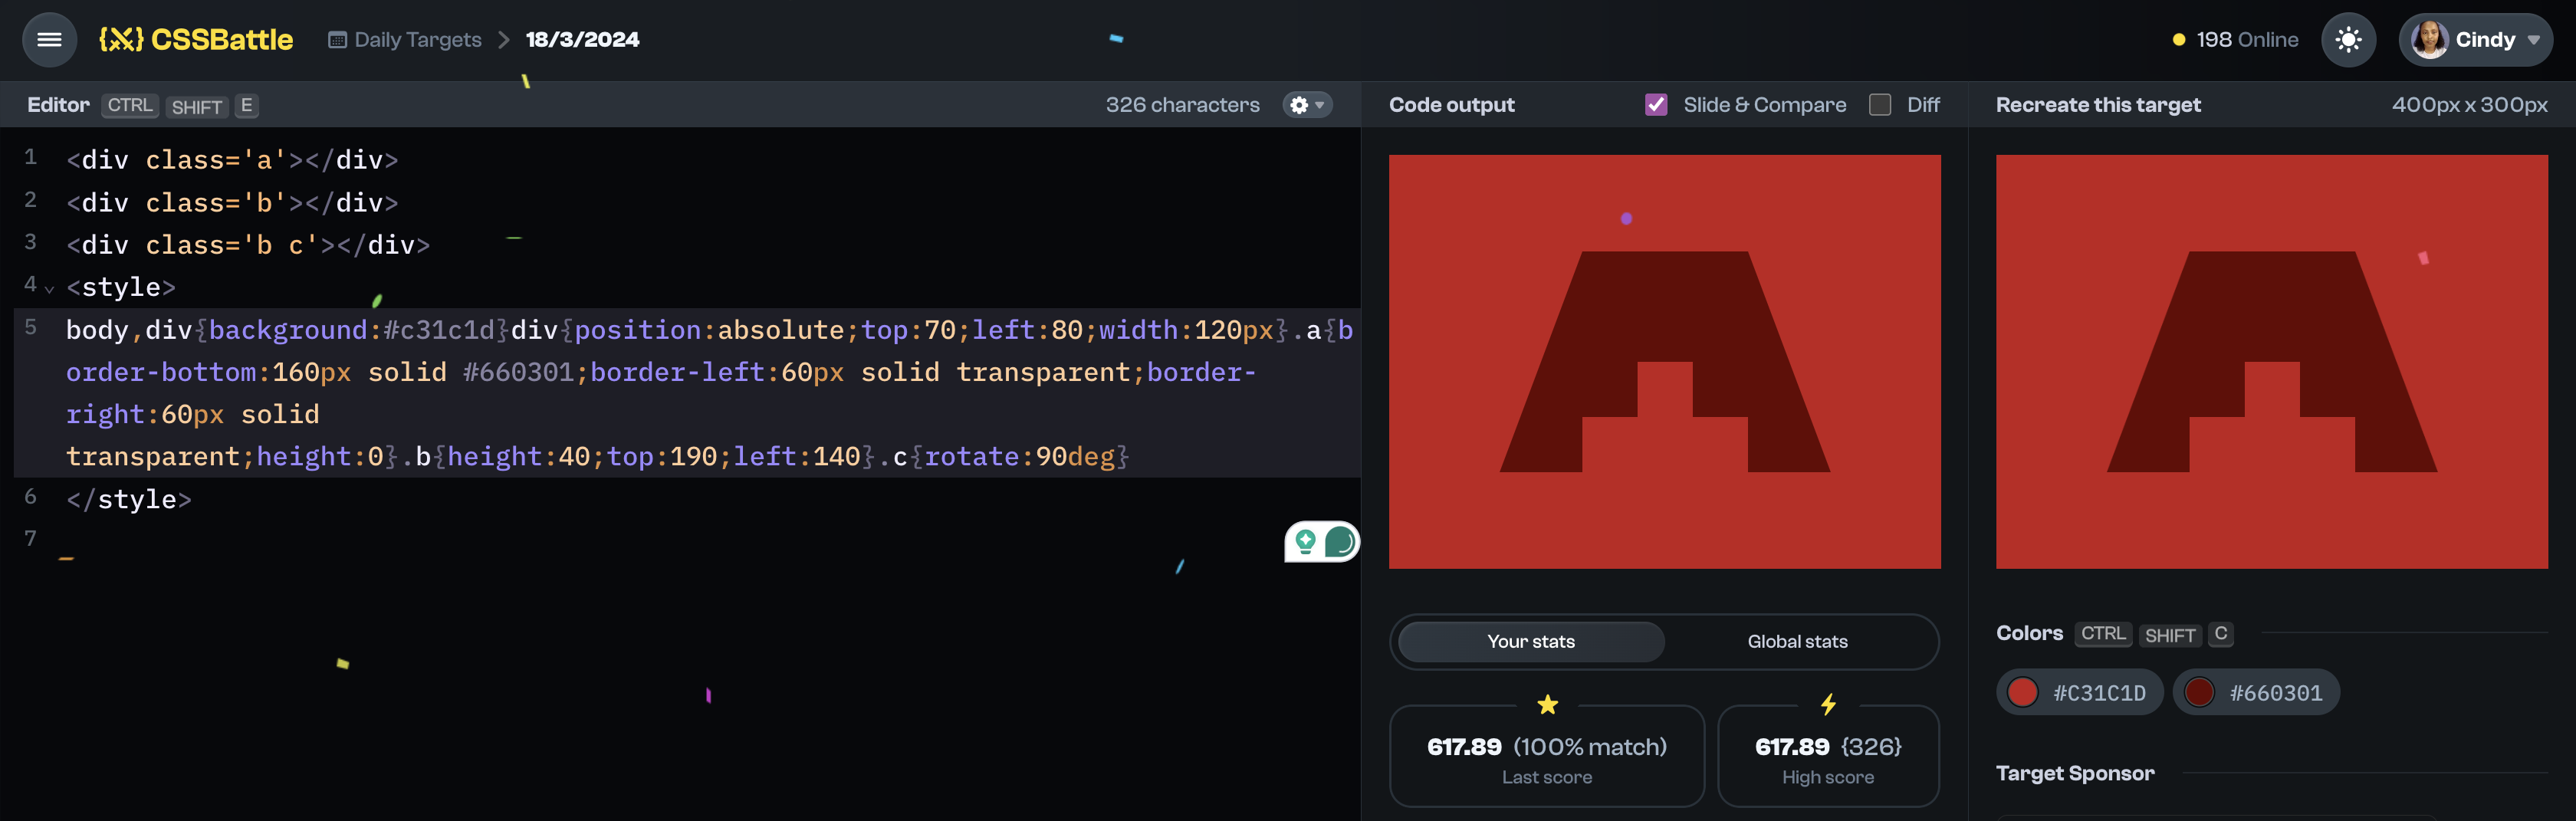 {X} CSSBattle
Daily Targets > 18/3/2024
198 Online
Cindy
Editor CTRL SHIFT E
326 characters
1 <div class='a'></div>
2 <div class='b'></div>
3 <div class='b c'></div>
4 <style>
5 body,div{background:#c31c1d}div{position:absolute;top:70;left:80;width:120px}.a{b
order-bottom:160px solid #660301;border-left:60px solid transparent;border-
right:60px solid
transparent;height:0}.b{height:40;top:190;left:140}.c{rotate:90deg}
6 </style>
7
Code output
Slide & Compare
Diff
Your stats
Global stats
617.89 (100% match)
Last score
617.89 {326}
High score
Recreate this target
400px x 300px
Colors CTRL SHIFT C
#C31C1D
#660301
Target Sponsor